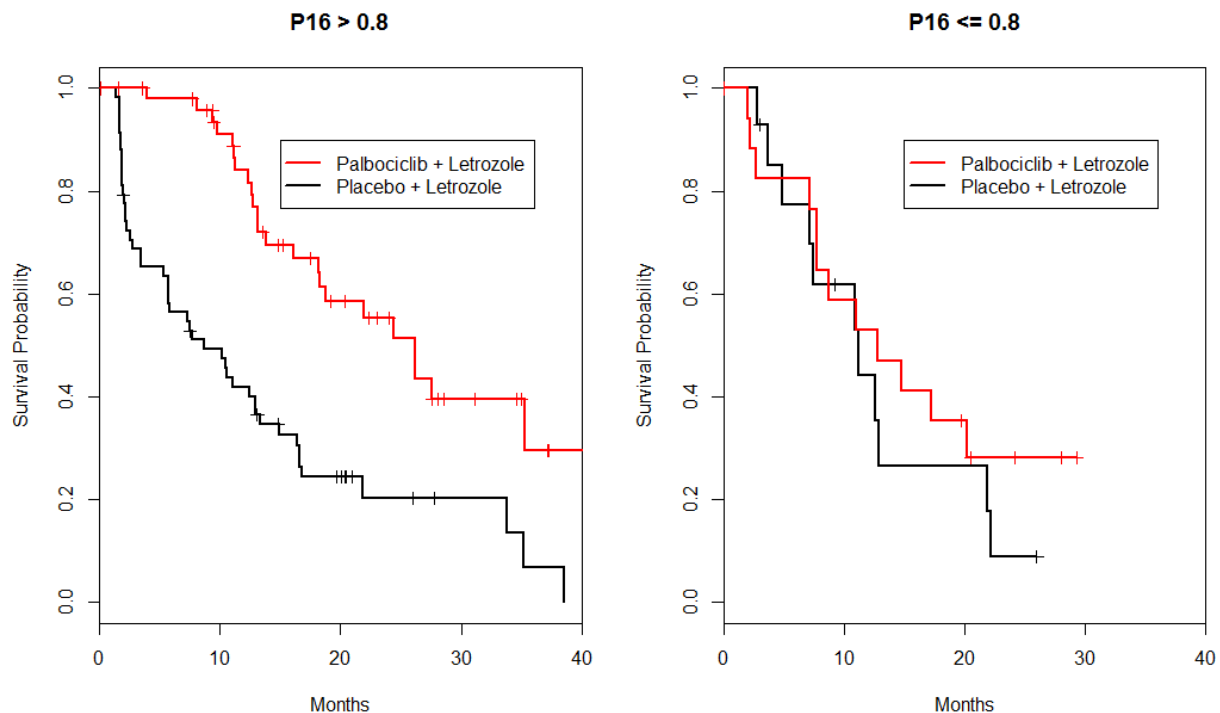 P16 > 0.8
Survival Probability
1.0
0.8
0.6
0.4
0.2
0.0
Palbociclib + Letrozole
Placebo + Letrozole
0 10 20 30 40
Months
P16 <= 0.8
Survival Probability
1.0
0.8
0.6
0.4
0.2
0.0
Palbociclib + Letrozole
Placebo + Letrozole
0 10 20 30 40
Months